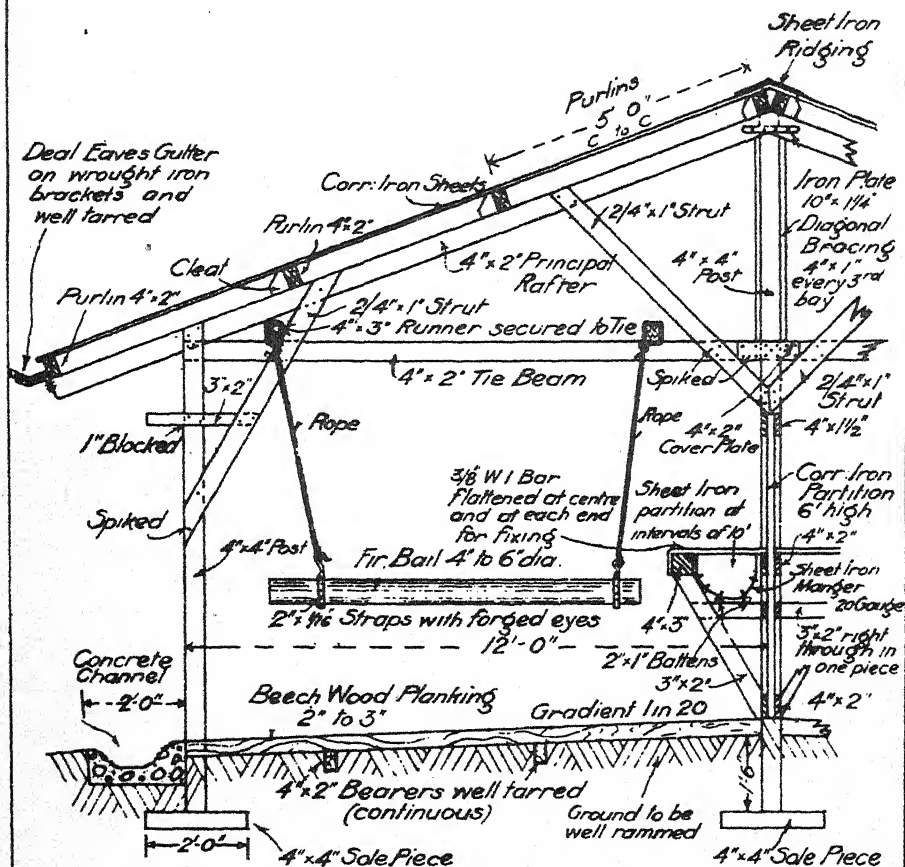 Sheet Iron
Ridging
Purlins
5' 0"
C to C
Deal Eaves Gutter
on wrought iron
brackets and
well tarred
Corr: Iron Sheets
Purlin 4"×2"
Cleat
Purlin 4"×2"
2/4"×1" Strut
4"×2" Principal
Rafter
4"×4"
Post
Iron Plate
10"×1¼"
Diagonal
Bracing
4"×1"
every 3rd
bay
2/4"×1" Strut
4"×3" Runner secured to Tie
4"×2" Tie Beam
Spiked
2/4"×1"
Strut
3"×2"
1" Blocked
Rope
Rope
4"×2"
Cover Plate
4"×1½"
Spiked
3/8 W I Bar
flattened at centre
and at each end
for fixing
Sheet Iron
partition at
intervals of 10'
Corr. Iron
Partition
6' high
4"×2"
4"×4" Post
Fir. Bail 4" to 6" dia.
Sheet Iron
Manger
20 Gauge
2"×1/16 Straps with forged eyes
4"×3"
2"×1" Battens
3"×2"
3"×2" right
through in
one piece
12'-0"
Concrete
Channel
2'-0"
Beech Wood Planking
2" to 3"
Gradient 1 in 20
4"×2"
4"×2" Bearers well tarred
(continuous)
Ground to be
well rammed
1'6"
2'-0"
4"×4" Sole Piece
4"×4" Sole Piece